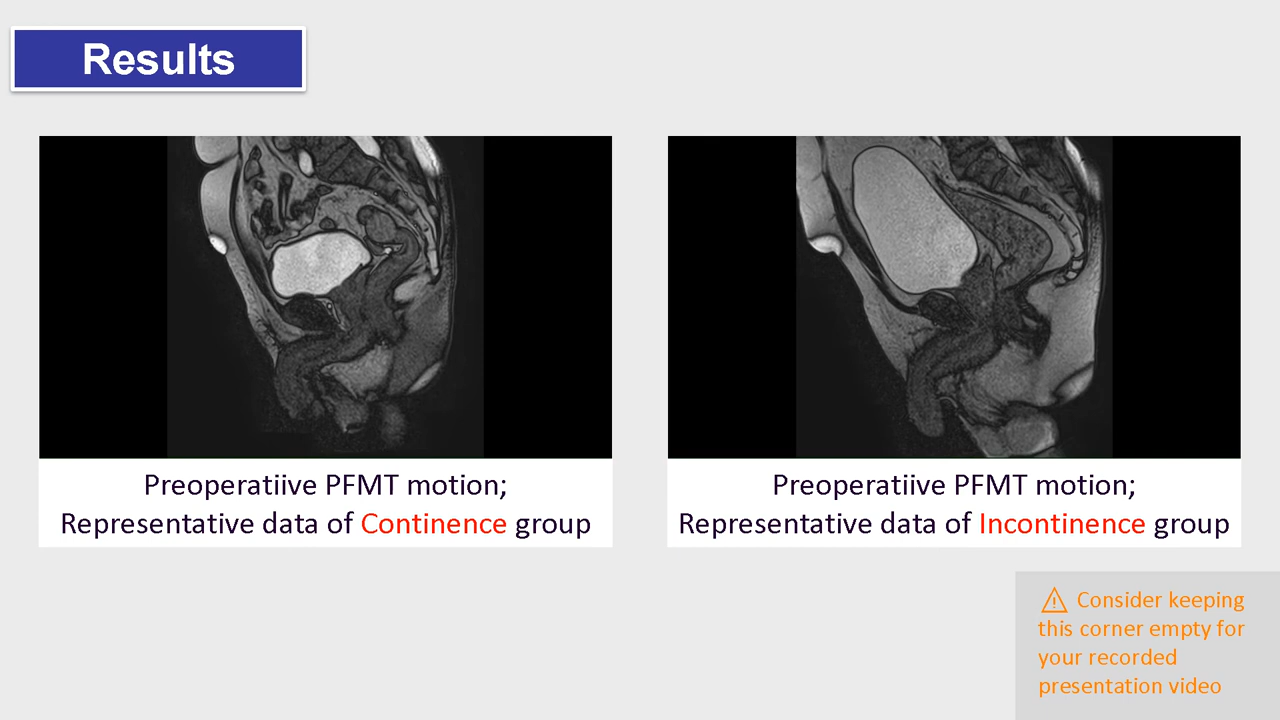 Results
Preoperatiive PFMT motion;
Representative data of Continence group
Preoperatiive PFMT motion;
Representative data of Incontinence group
⚠ Consider keeping
this corner empty for
your recorded
presentation video